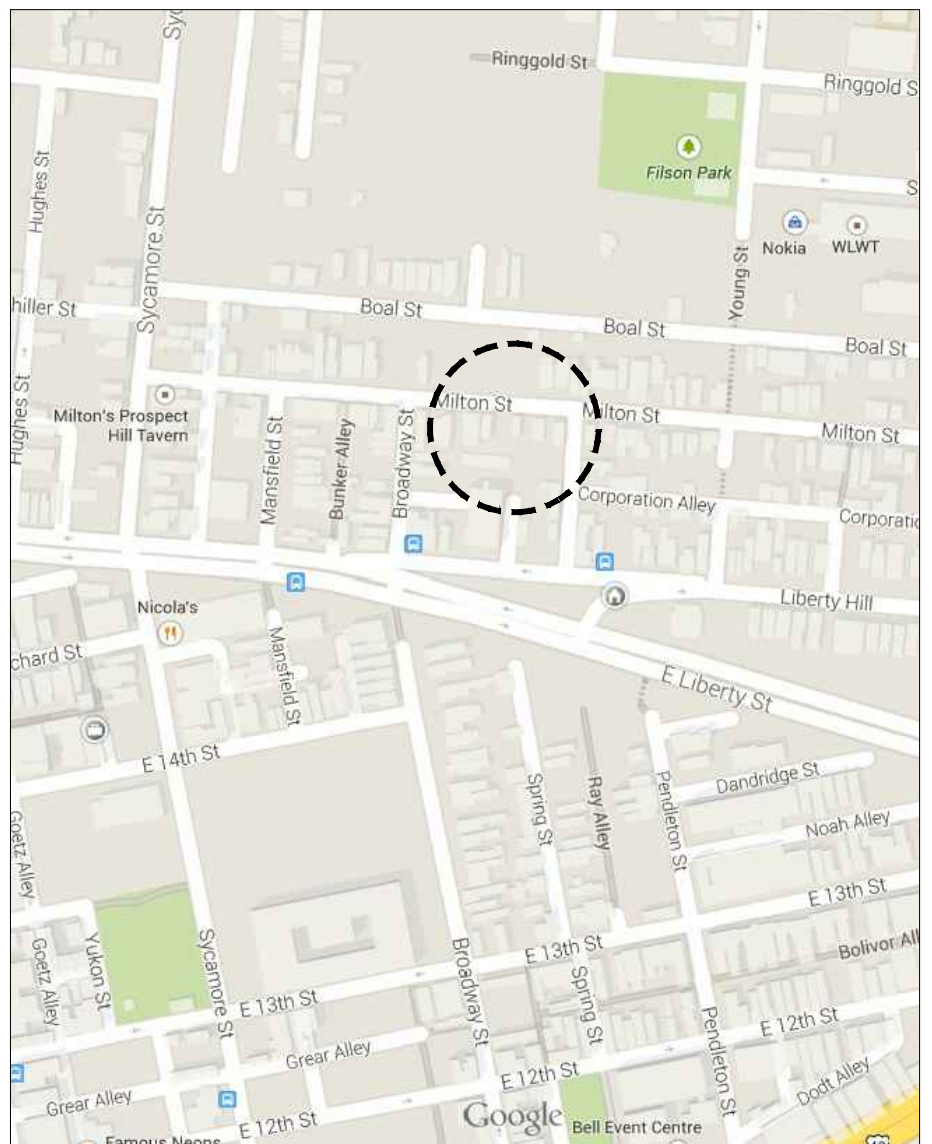 Syc
Ringgold St
Ringgold S
Filson Park
Hughes St
Sycamore St
S
Nokia
WLWT
Young St
hiller St
Boal St
Boal St
Boal St
Hughes St
Milton's Prospect
Hill Tavern
Mansfield St
Bunker Alley
Broadway St
Milton St
Milton St
Milton St
Corporation Alley
Corporatio
Nicola's
Liberty Hill
chard St
Mansfield St
E Liberty St
E 14th St
Spring St
Ray Alley
Pendleton St
Dandridge St
Noah Alley
Goetz Alley
E 13th St
Goetz Alley
Yukon St
Sycamore St
E 13th St
Broadway St
E 13th St
Spring St
Bolivor All
Pendleton St
Grear Alley
E 12th St
E 12th St
Dodt Alley
Grear Alley
E 12th St
Google
Bell Event Centre
Famous Neons